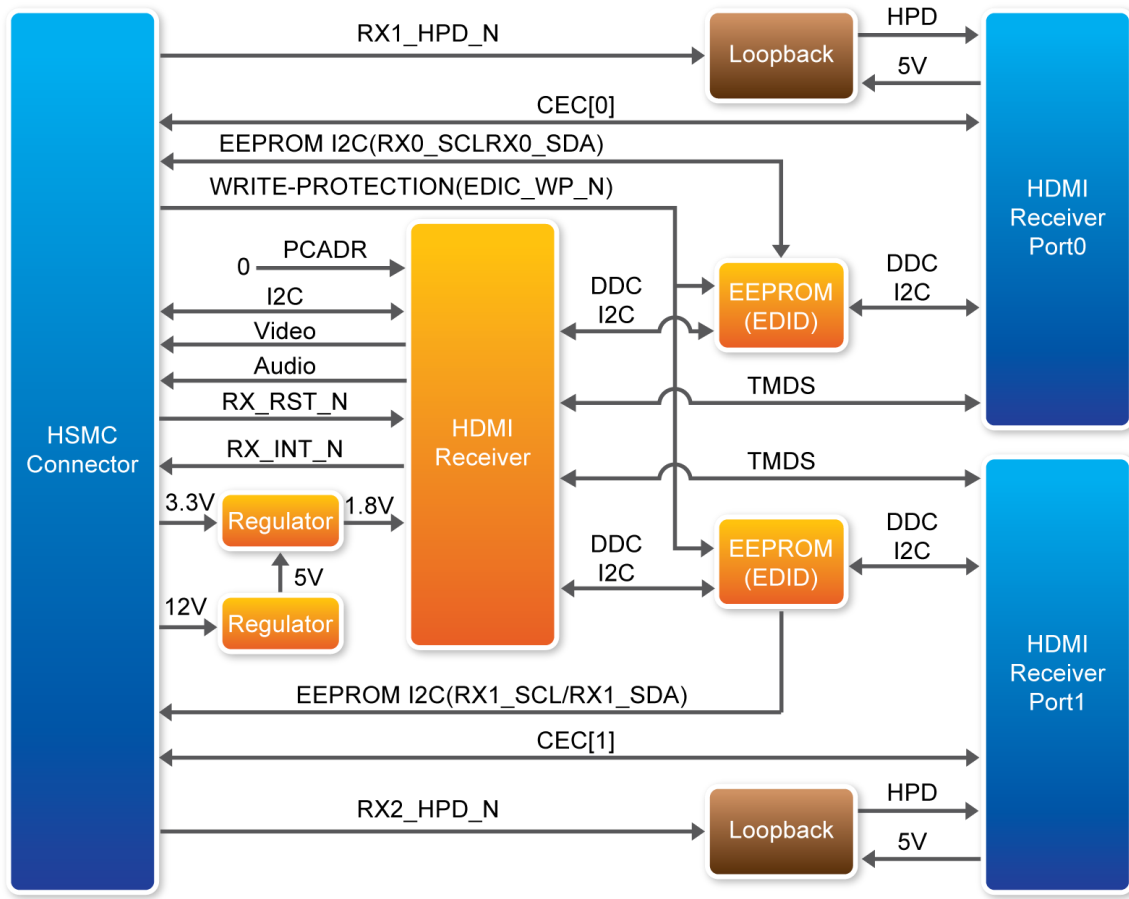 HPD
RX1_HPD_N
Loopback
5V
CEC[0]
EEPROM I2C(RX0_SCLRX0_SDA)
WRITE-PROTECTION(EDIC_WP_N)
HDMI
Receiver
Port0
PCADR
0
I2C
Video
Audio
RX_RST_N
RX_INT_N
HSMC
Connector
HDMI
Receiver
DDC
I2C
EEPROM
(EDID)
DDC
I2C
TMDS
TMDS
3.3V
Regulator
1.8V
5V
12V
Regulator
DDC
I2C
EEPROM
(EDID)
DDC
I2C
HDMI
Receiver
Port1
EEPROM I2C(RX1_SCL/RX1_SDA)
CEC[1]
RX2_HPD_N
Loopback
HPD
5V